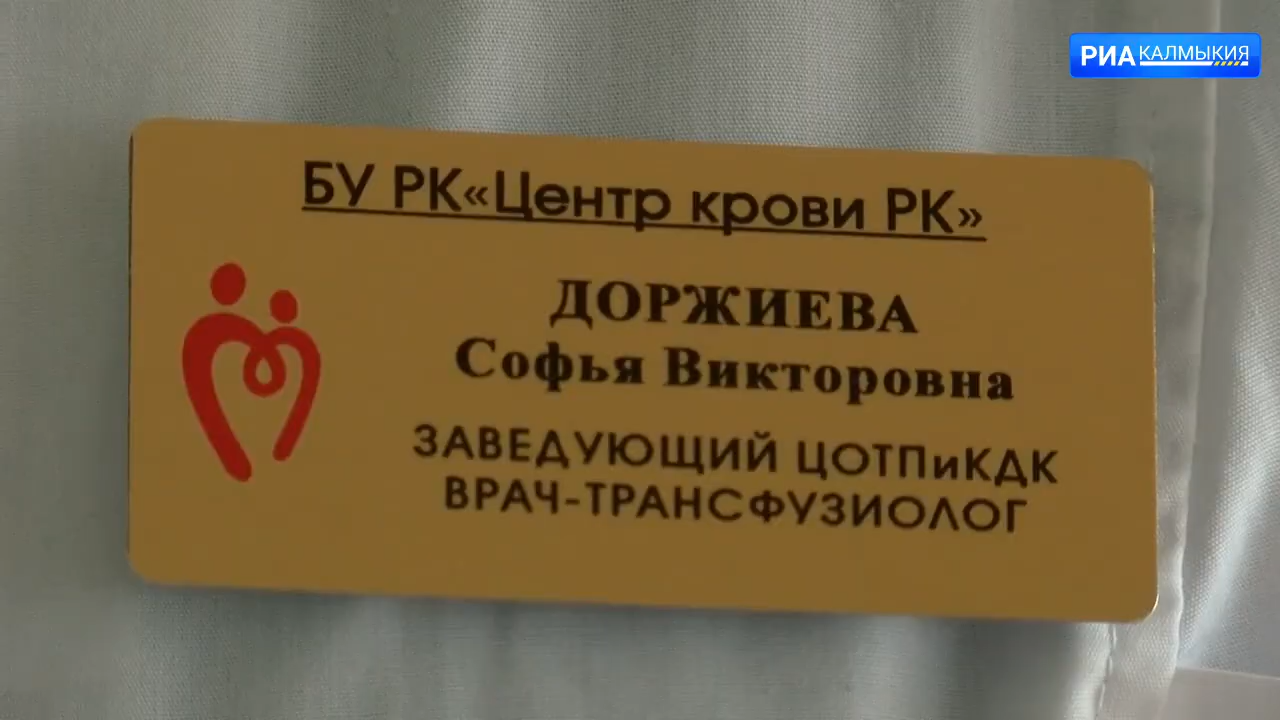 РИА КАЛМЫКИЯ
БУ РК«Центр крови РК»
ДОРЖИЕВА
Софья Викторовна
ЗАВЕДУЮЩИЙ ЦОТПиКДК
ВРАЧ-ТРАНСФУЗИОЛОГ